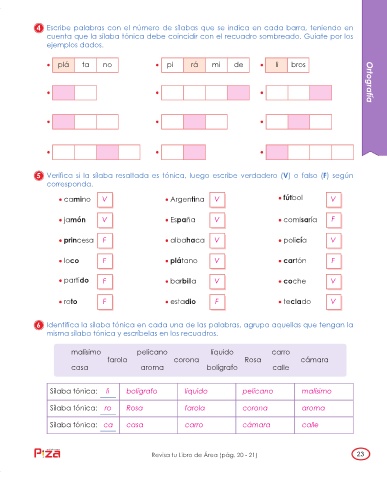 4 Escribe palabras con el número de sílabas que se indica en cada barra, teniendo en
cuenta que la sílaba tónica debe coincidir con el recuadro sombreado. Guíate por los
ejemplos dados.
• plá ta no • pi rá mi de • li bros
Ortografía
5 Verifica si la sílaba resaltada es tónica, luego escribe verdadero (V) o falso (F) según
corresponda.
• camino V • Argentina V • fútbol V
• jamón V • España V • comisaría F
• princesa F • albahaca V • policía V
• loco F • plátano V • cartón F
• partido F • barbilla V • coche V
• rato F • estadio F • teclado V
6 Identifica la sílaba tónica en cada una de las palabras, agrupa aquellas que tengan la
misma sílaba tónica y escríbelas en los recuadros.
malísimo pelícano líquido carro
farola corona Rosa cámara
casa aroma bolígrafo calle
Sílaba tónica: li bolígrafo líquido pelícano malísimo
Sílaba tónica: ro Rosa farola corona aroma
Sílaba tónica: ca casa carro cámara calle
Pizá
Revisa tu Libro de Área (pág. 20 - 21)
23